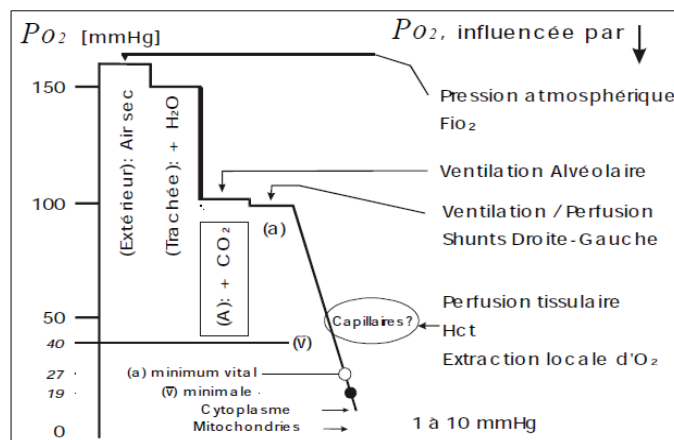 PO₂ [mmHg]
PO₂, influencée par
150
100
50
40
27
19
0
(Extérieur): Air sec
(Trachée): + H₂O
(A): + CO₂
(a)
(v̅)
Capillaires?
(a) minimum vital
(v̅) minimale
Cytoplasme
Mitochondries
Pression atmosphérique
Fio₂
Ventilation Alvéolaire
Ventilation / Perfusion
Shunts Droite-Gauche
Perfusion tissulaire
Hct
Extraction locale d'O₂
1 à 10 mmHg